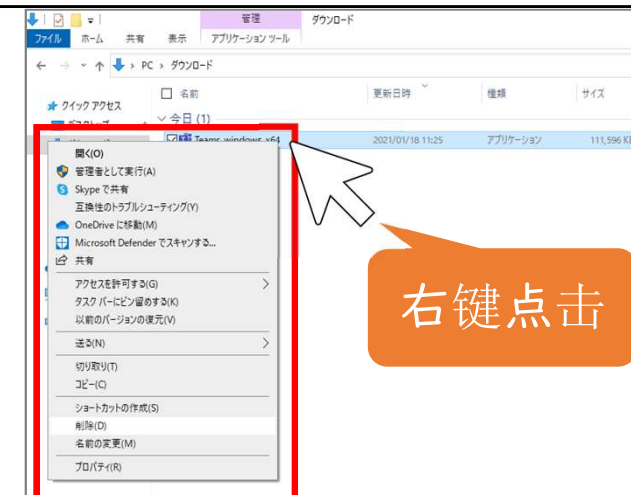 管理 ダウンロード
ファイル ホーム 共有 表示 アプリケーション ツール
PC › ダウンロード
名前 更新日時 種類 サイズ
クイック アクセス
今日 (1)
Teams_windows_x64 2021/01/18 11:25 アプリケーション 111,596 KB
開く(O)
管理者として実行(A)
Skype で共有
互換性のトラブルシューティング(Y)
OneDrive に移動(M)
Microsoft Defender でスキャンする...
共有
アクセスを許可する(G)
タスク バーにピン留めする(K)
以前のバージョンの復元(V)
送る(N)
切り取り(T)
コピー(C)
ショートカットの作成(S)
削除(D)
名前の変更(M)
プロパティ(R)
右键点击